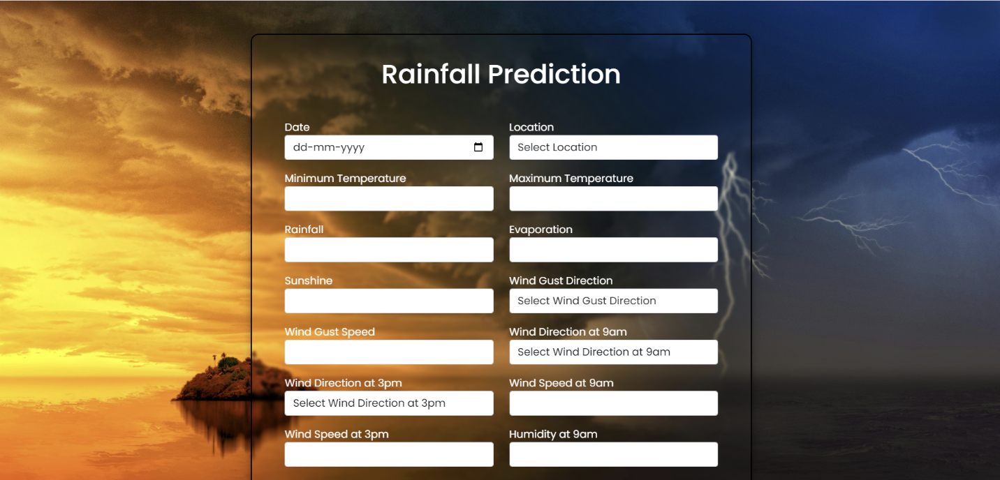 Rainfall Prediction
Date Location
dd-mm-yyyy Select Location
Minimum Temperature Maximum Temperature
Rainfall Evaporation
Sunshine Wind Gust Direction
Select Wind Gust Direction
Wind Gust Speed Wind Direction at 9am
Select Wind Direction at 9am
Wind Direction at 3pm Wind Speed at 9am
Select Wind Direction at 3pm
Wind Speed at 3pm Humidity at 9am